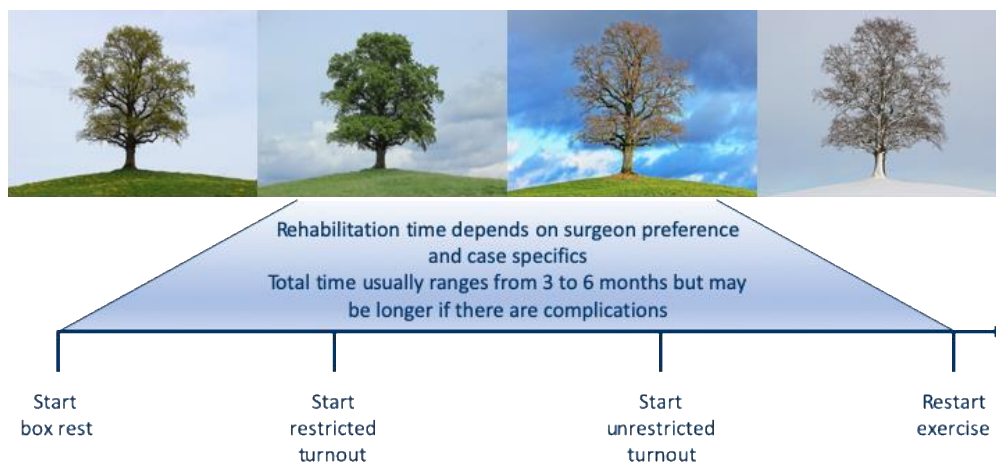 Rehabilitation time depends on surgeon preference
and case specifics
Total time usually ranges from 3 to 6 months but may
be longer if there are complications
Start
box rest
Start
restricted
turnout
Start
unrestricted
turnout
Restart
exercise